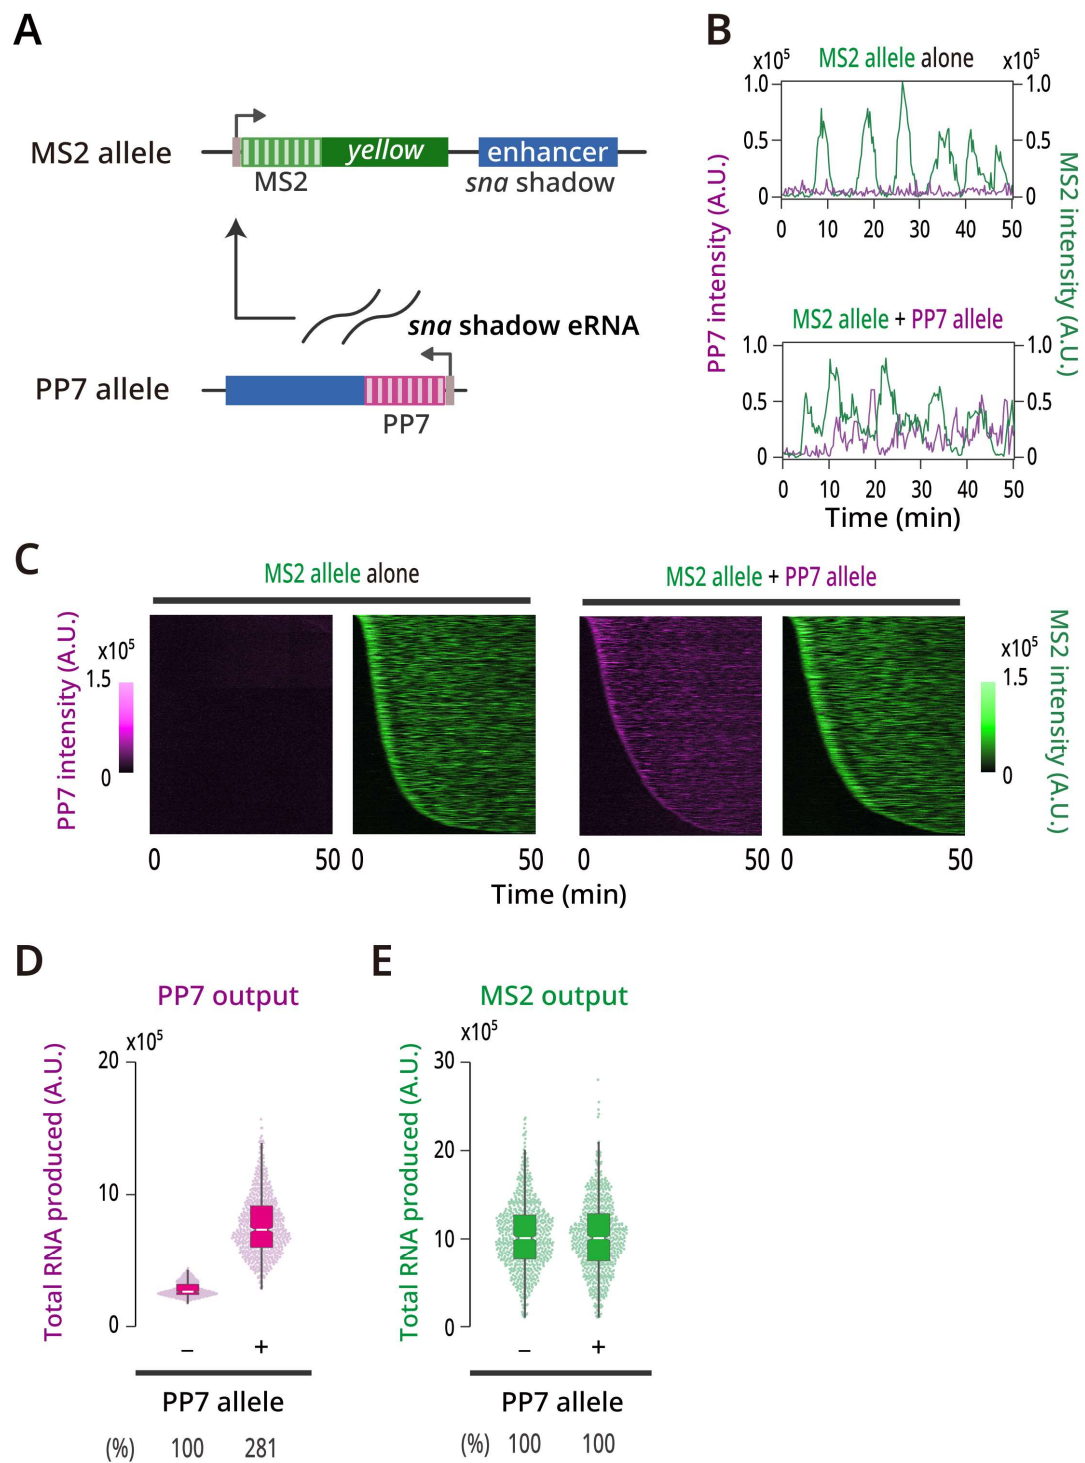 A
MS2 allele
MS2
yellow
enhancer
sna shadow
sna shadow eRNA
PP7 allele
PP7
B
MS2 allele alone
x10⁵
x10⁵
1.0
0.5
0
1.0
0.5
0
0 10 20 30 40 50
MS2 allele + PP7 allele
1.0
0.5
0
1.0
0.5
0
0 10 20 30 40 50
Time (min)
PP7 intensity (A.U.)
MS2 intensity (A.U.)
C
MS2 allele alone
MS2 allele + PP7 allele
PP7 intensity (A.U.)
x10⁵
1.5
0
MS2 intensity (A.U.)
x10⁵
1.5
0
0 50 0 50 0 50 0 50
Time (min)
D
PP7 output
x10⁵
Total RNA produced (A.U.)
20
10
0
– +
PP7 allele
(%) 100 281
E
MS2 output
x10⁵
Total RNA produced (A.U.)
30
20
10
0
– +
PP7 allele
(%) 100 100